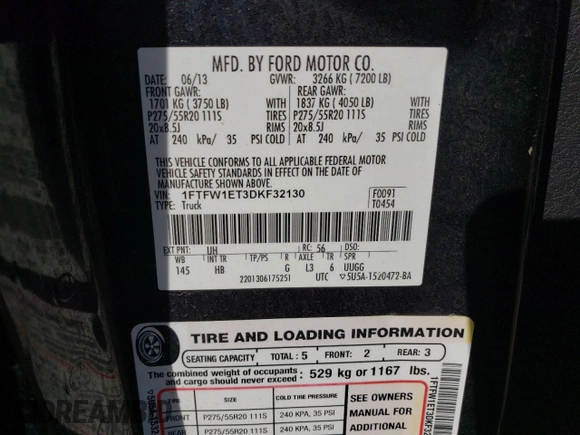 MFD. BY FORD MOTOR CO.
DATE: 06/13 GVWR: 3266 KG (7200 LB)
FRONT GAWR: REAR GAWR:
1701 KG (3750 LB) WITH 1837 KG (4050 LB) WITH
P275/55R20 111S TIRES P275/55R20 111S TIRES
20x8.5J RIMS 20x8.5J RIMS
AT 240 kPa/ 35 PSI COLD AT 240 kPa/ 35 PSI COLD
THIS VEHICLE CONFORMS TO ALL APPLICABLE FEDERAL MOTOR
VEHICLE SAFETY STANDARDS IN EFFECT ON THE DATE OF
MANUFACTURE SHOWN ABOVE.
VIN: 1FTFW1ET3DKF32130 F0091
TYPE: Truck T0454
EXT PNT: UH RC: 56 DSO:
WB INT TR TP/PS R AXLE TR SPR
145 HB G L3 6 UUGG
2201306175251 UTC ▽5U5A-1520472-BA
TIRE AND LOADING INFORMATION
SEATING CAPACITY TOTAL: 5 FRONT: 2 REAR: 3
The combined weight of occupants and cargo should never exceed: 529 kg or 1167 lbs.
TIRE SIZE COLD TIRE PRESSURE
FRONT P275/55R20 111S 240 KPA, 35 PSI
REAR P275/55R20 111S 240 KPA, 35 PSI
SEE OWNERS
MANUAL FOR
ADDITIONAL